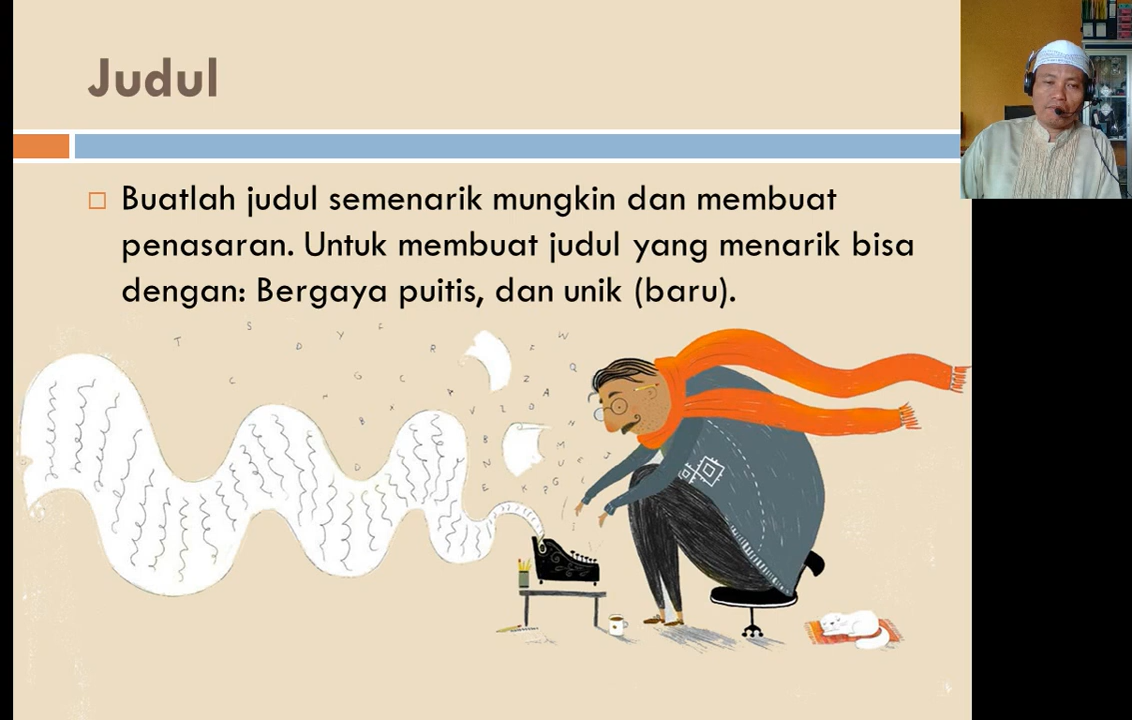 Judul
Buatlah judul semenarik mungkin dan membuat
penasaran. Untuk membuat judul yang menarik bisa
dengan: Bergaya puitis, dan unik (baru).